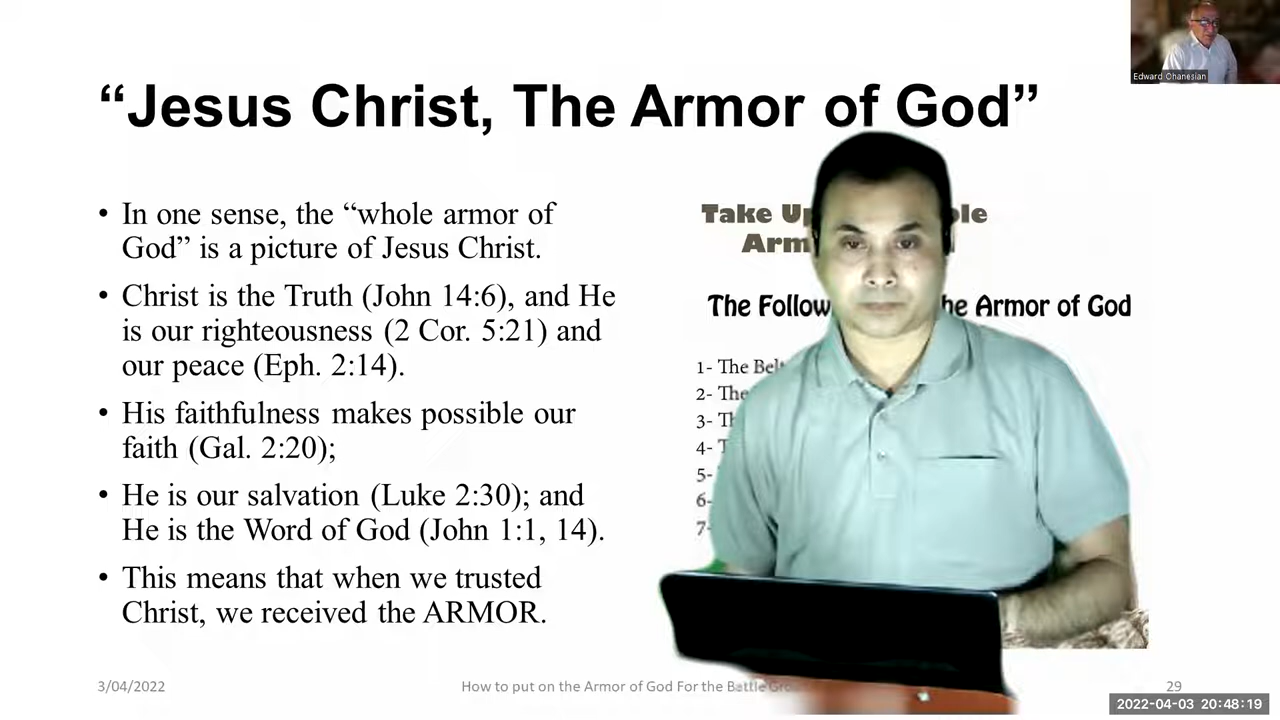 Edward Ohanesian
“Jesus Christ, The Armor of God”
• In one sense, the “whole armor of
God” is a picture of Jesus Christ.
• Christ is the Truth (John 14:6), and He
is our righteousness (2 Cor. 5:21) and
our peace (Eph. 2:14).
• His faithfulness makes possible our
faith (Gal. 2:20);
• He is our salvation (Luke 2:30); and
He is the Word of God (John 1:1, 14).
• This means that when we trusted
Christ, we received the ARMOR.
Take
The he Armor of God
1- The Belt
2- The
3-
4-
5-
6-
7-
3/04/2022
How to put on the Armor of God For the Battle
29
2022-04-03 20:48:19